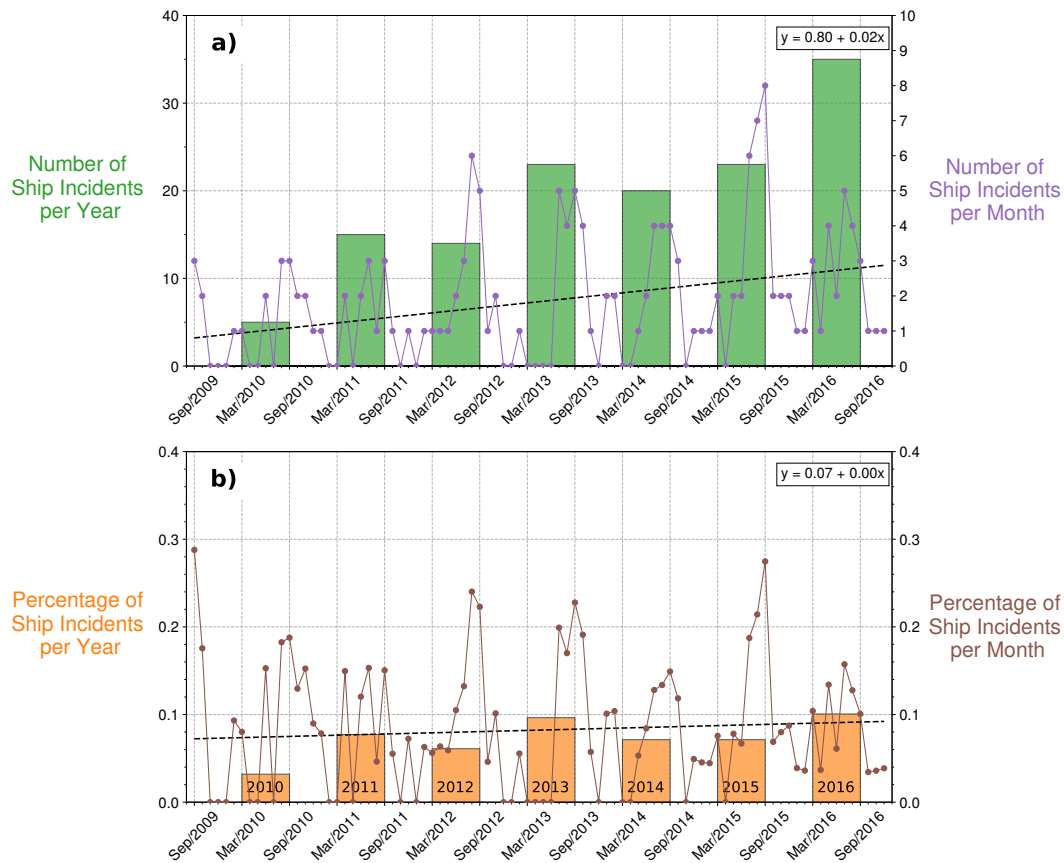 a)
y = 0.80 + 0.02x
Number of
Ship Incidents
per Year
40
30
20
10
0
10
9
8
7
6
5
4
3
2
1
0
Number of
Ship Incidents
per Month
Sep/2009
Mar/2010
Sep/2010
Mar/2011
Sep/2011
Mar/2012
Sep/2012
Mar/2013
Sep/2013
Mar/2014
Sep/2014
Mar/2015
Sep/2015
Mar/2016
Sep/2016
b)
y = 0.07 + 0.00x
Percentage of
Ship Incidents
per Year
0.4
0.3
0.2
0.1
0.0
0.4
0.3
0.2
0.1
0.0
Percentage of
Ship Incidents
per Month
2010
2011
2012
2013
2014
2015
2016
Sep/2009
Mar/2010
Sep/2010
Mar/2011
Sep/2011
Mar/2012
Sep/2012
Mar/2013
Sep/2013
Mar/2014
Sep/2014
Mar/2015
Sep/2015
Mar/2016
Sep/2016